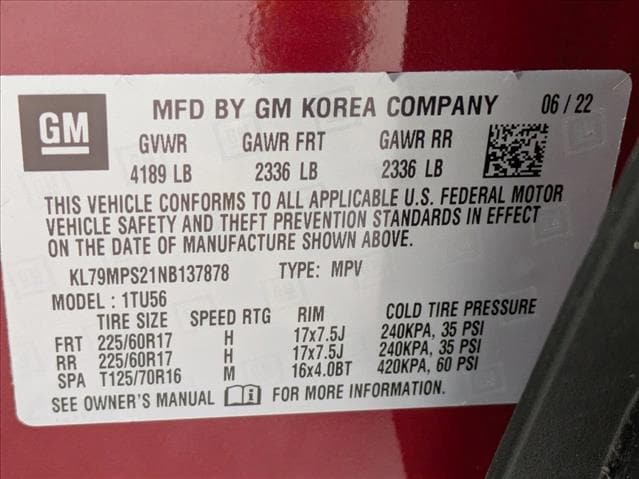 GM
MFD BY GM KOREA COMPANY 06 / 22
GVWR GAWR FRT GAWR RR
4189 LB 2336 LB 2336 LB
THIS VEHICLE CONFORMS TO ALL APPLICABLE U.S. FEDERAL MOTOR
VEHICLE SAFETY AND THEFT PREVENTION STANDARDS IN EFFECT
ON THE DATE OF MANUFACTURE SHOWN ABOVE.
KL79MPS21NB137878 TYPE: MPV
MODEL : 1TU56
TIRE SIZE SPEED RTG RIM COLD TIRE PRESSURE
FRT 225/60R17 H 17x7.5J 240KPA, 35 PSI
RR 225/60R17 H 17x7.5J 240KPA, 35 PSI
SPA T125/70R16 M 16x4.0BT 420KPA, 60 PSI
SEE OWNER'S MANUAL FOR MORE INFORMATION.